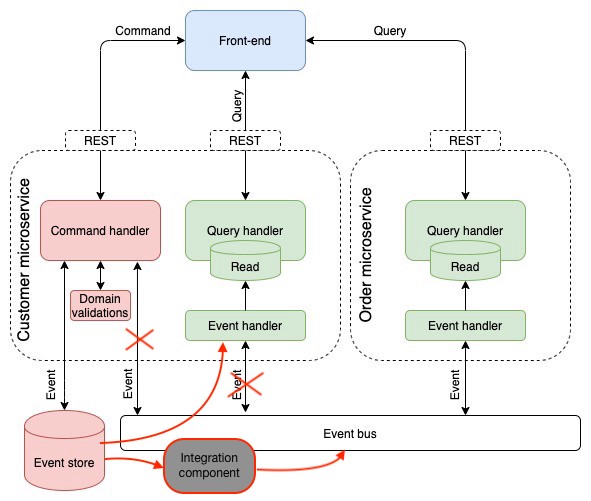 Command
Front-end
Query
Query
REST
REST
REST
Customer microservice
Command handler
Query handler
Read
Domain
validations
Event handler
Order microservice
Query handler
Read
Event handler
Event
Event
Event
Event
Event store
Event bus
Integration
component